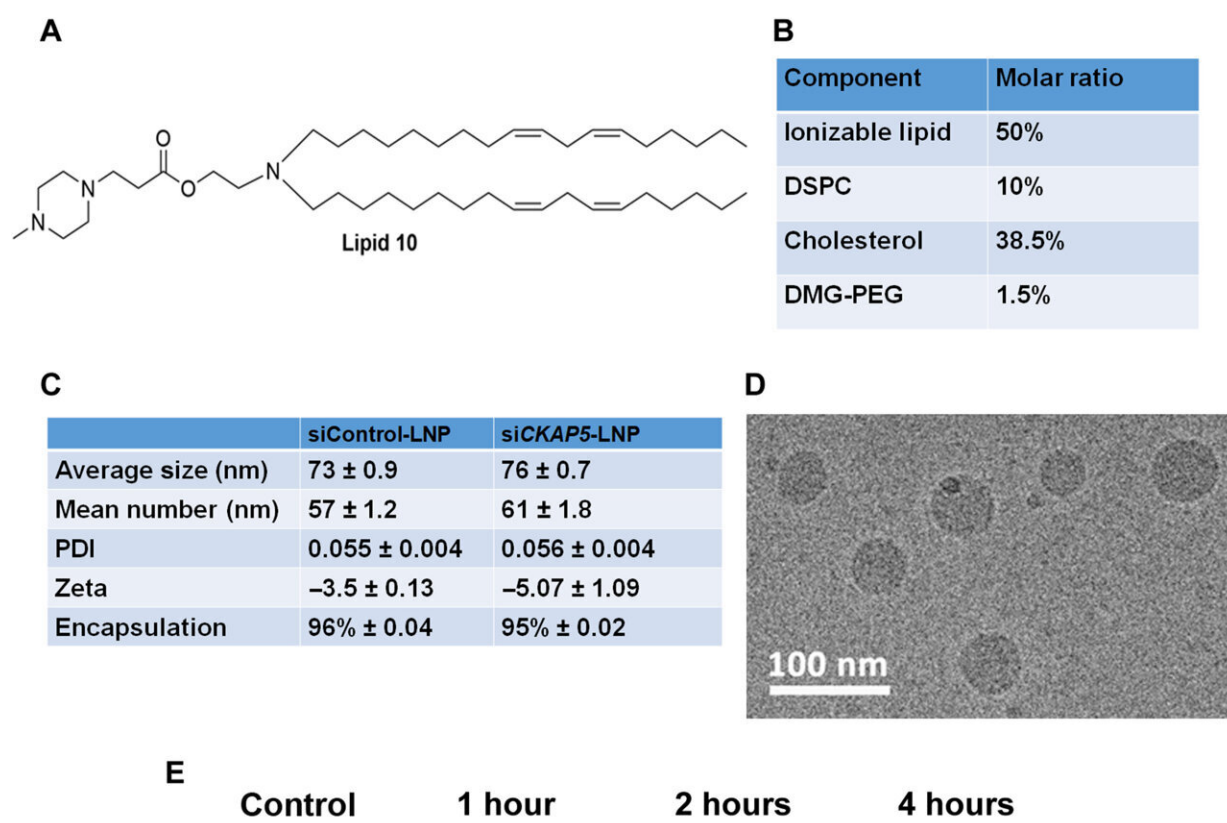 A
O
N
O
N
N
Lipid 10
B
Component Molar ratio
Ionizable lipid 50%
DSPC 10%
Cholesterol 38.5%
DMG-PEG 1.5%
C
siControl-LNP siCKAP5-LNP
Average size (nm) 73 ± 0.9 76 ± 0.7
Mean number (nm) 57 ± 1.2 61 ± 1.8
PDI 0.055 ± 0.004 0.056 ± 0.004
Zeta –3.5 ± 0.13 –5.07 ± 1.09
Encapsulation 96% ± 0.04 95% ± 0.02
D
100 nm
E
Control 1 hour 2 hours 4 hours